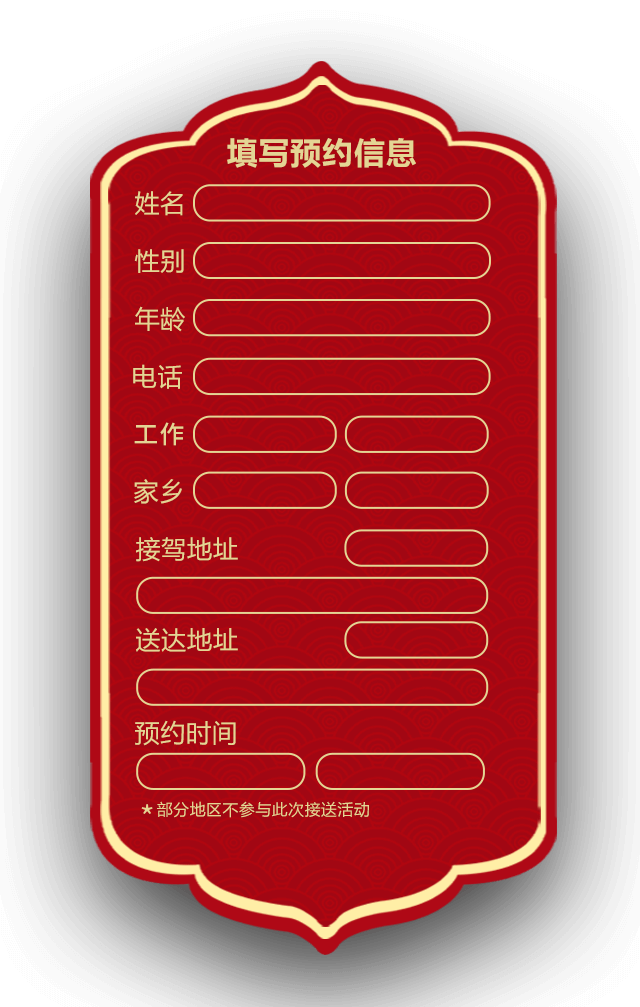 填写预约信息
姓名
性别
年龄
电话
工作
家乡
接驾地址
送达地址
预约时间
*部分地区不参与此次接送活动